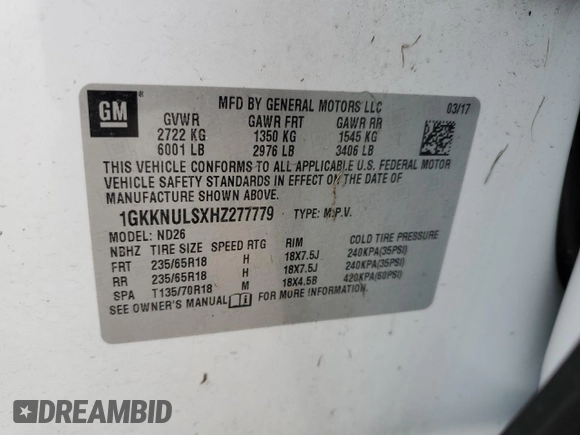 GM ®
MFD BY GENERAL MOTORS LLC 03/17
GVWR GAWR FRT GAWR RR
2722 KG 1350 KG 1545 KG
6001 LB 2976 LB 3406 LB
THIS VEHICLE CONFORMS TO ALL APPLICABLE U.S. FEDERAL MOTOR
VEHICLE SAFETY STANDARDS IN EFFECT ON THE DATE OF
MANUFACTURE SHOWN ABOVE.
1GKKNULSXHZ277779 TYPE: M.P.V.
MODEL: ND26
NBHZ TIRE SIZE SPEED RTG RIM COLD TIRE PRESSURE
FRT 235/65R18 H 18X7.5J 240KPA(35PSI)
RR 235/65R18 H 18X7.5J 240KPA(35PSI)
SPA T135/70R18 M 18X4.5B 420KPA(60PSI)
SEE OWNER'S MANUAL FOR MORE INFORMATION.
DREAMBID